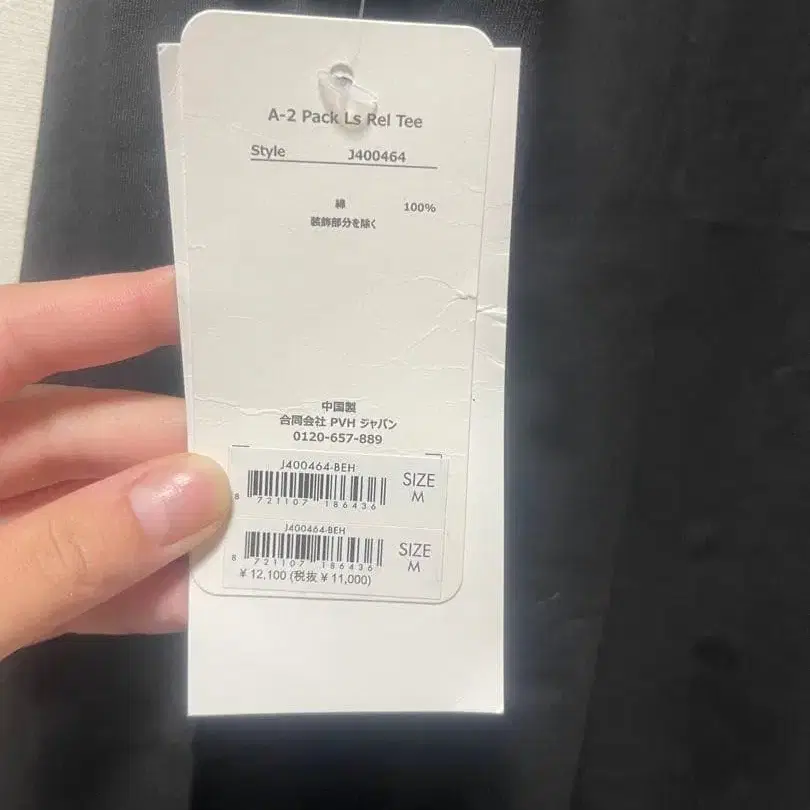 A-2 Pack Ls Rel Tee
Style J400464
綿 100%
装飾部分を除く
中国製
合同会社 PVH ジャパン
0120-657-889
J400464-BEH
SIZE
M
8 721107 186436
J400464-BEH
SIZE
M
8 721107 186436
¥ 12,100 (税抜 ¥ 11,000)